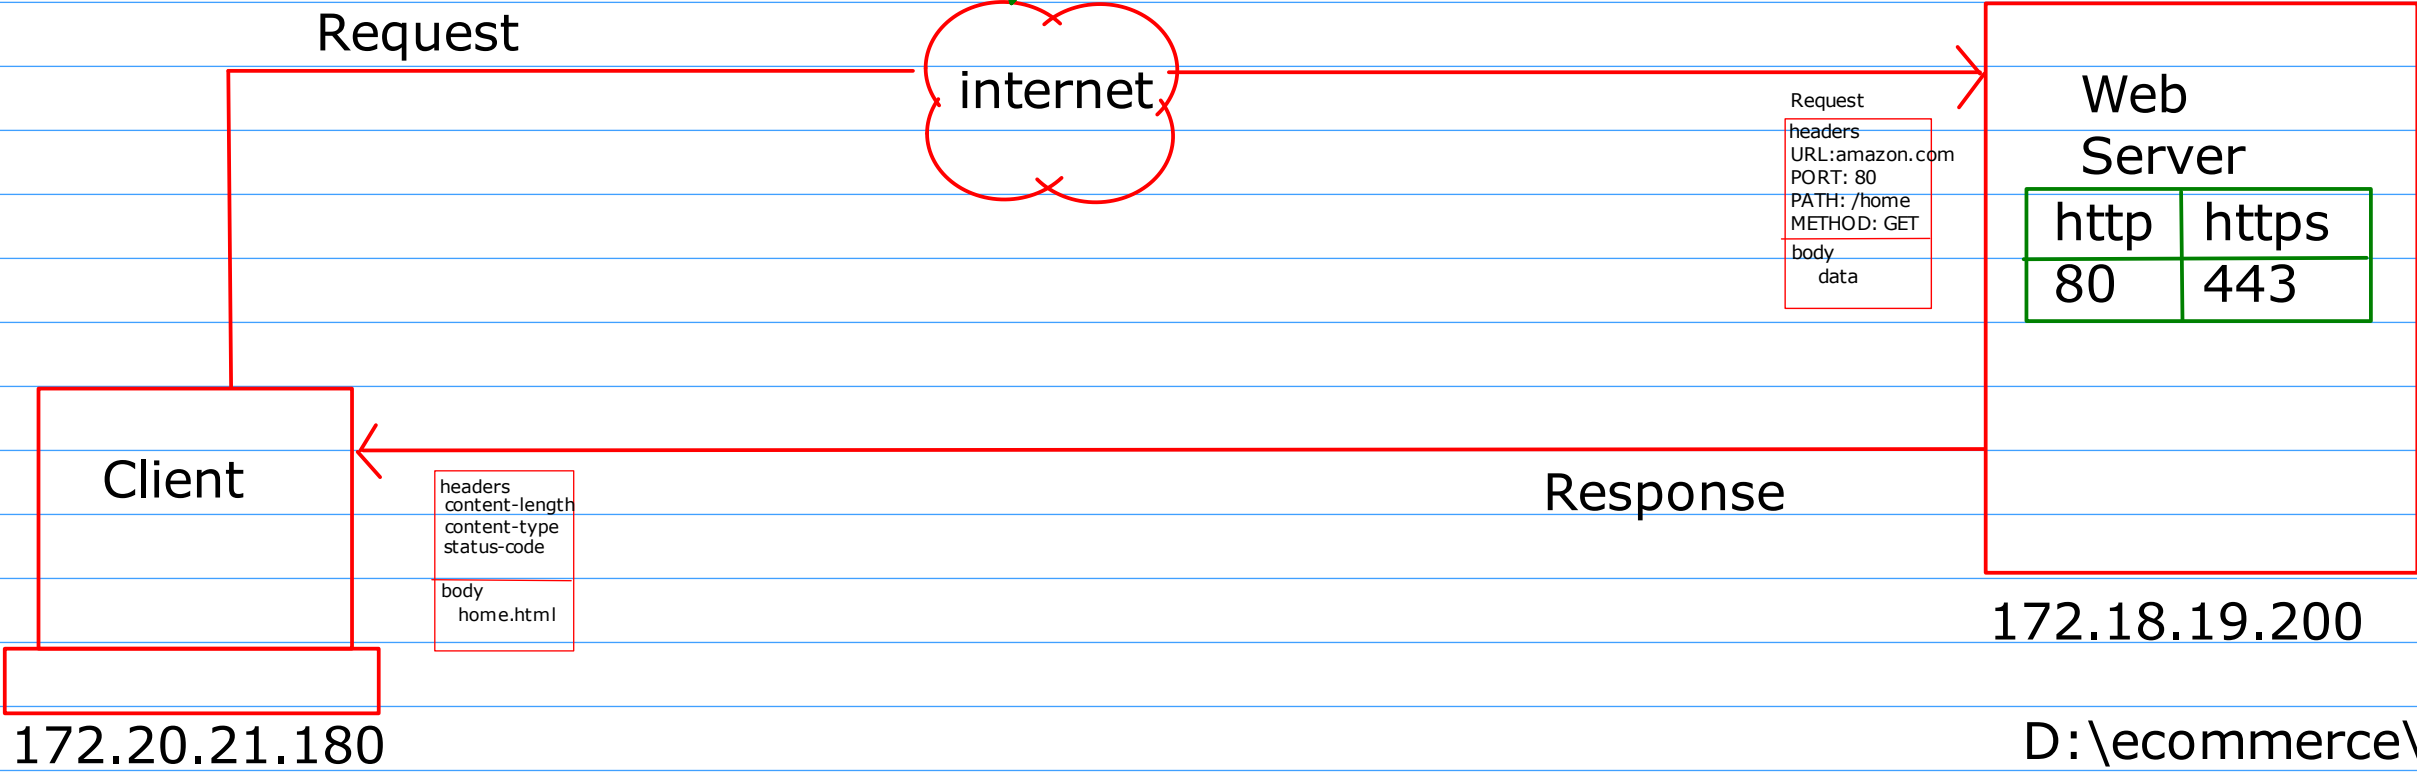 Request
internet
Request
headers
URL:amazon.com
PORT: 80
PATH: /home
METHOD: GET
body
data
Web
Server
http https
80 443
Client
headers
content-length
content-type
status-code
body
home.html
Response
172.18.19.200
172.20.21.180
D:\ecommerce\